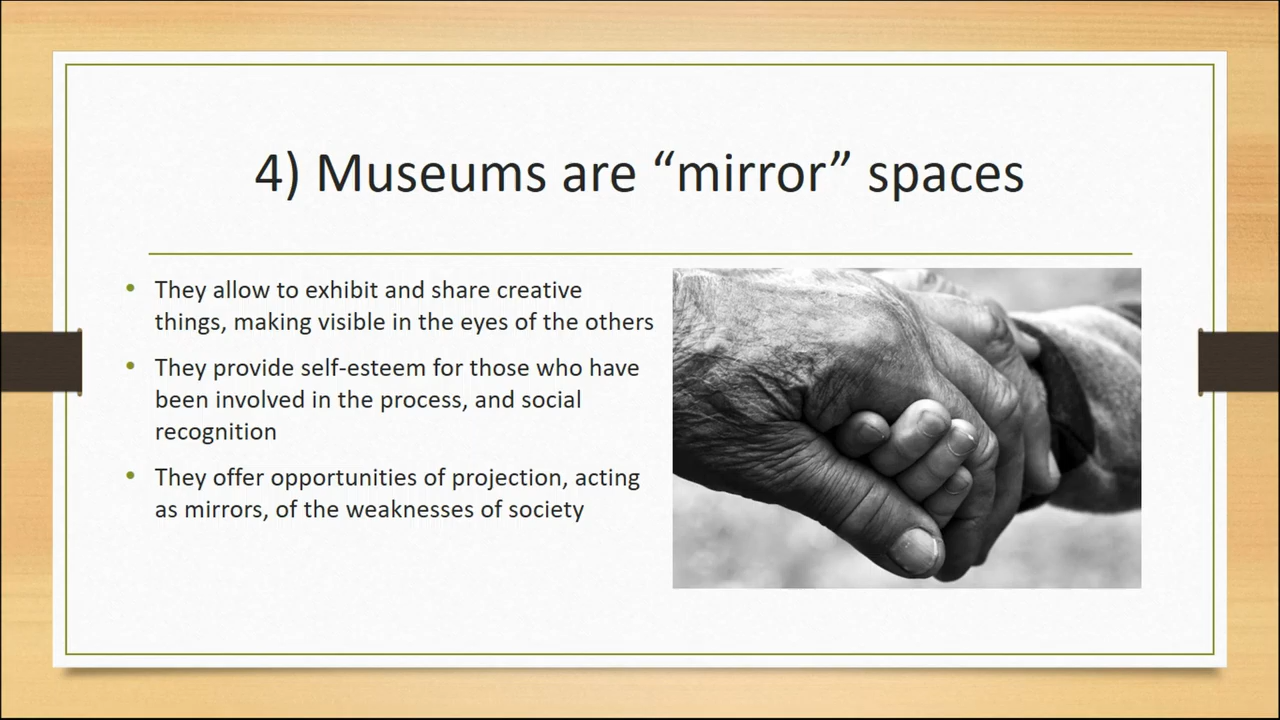 4) Museums are “mirror” spaces
• They allow to exhibit and share creative
things, making visible in the eyes of the others
• They provide self-esteem for those who have
been involved in the process, and social
recognition
• They offer opportunities of projection, acting
as mirrors, of the weaknesses of society